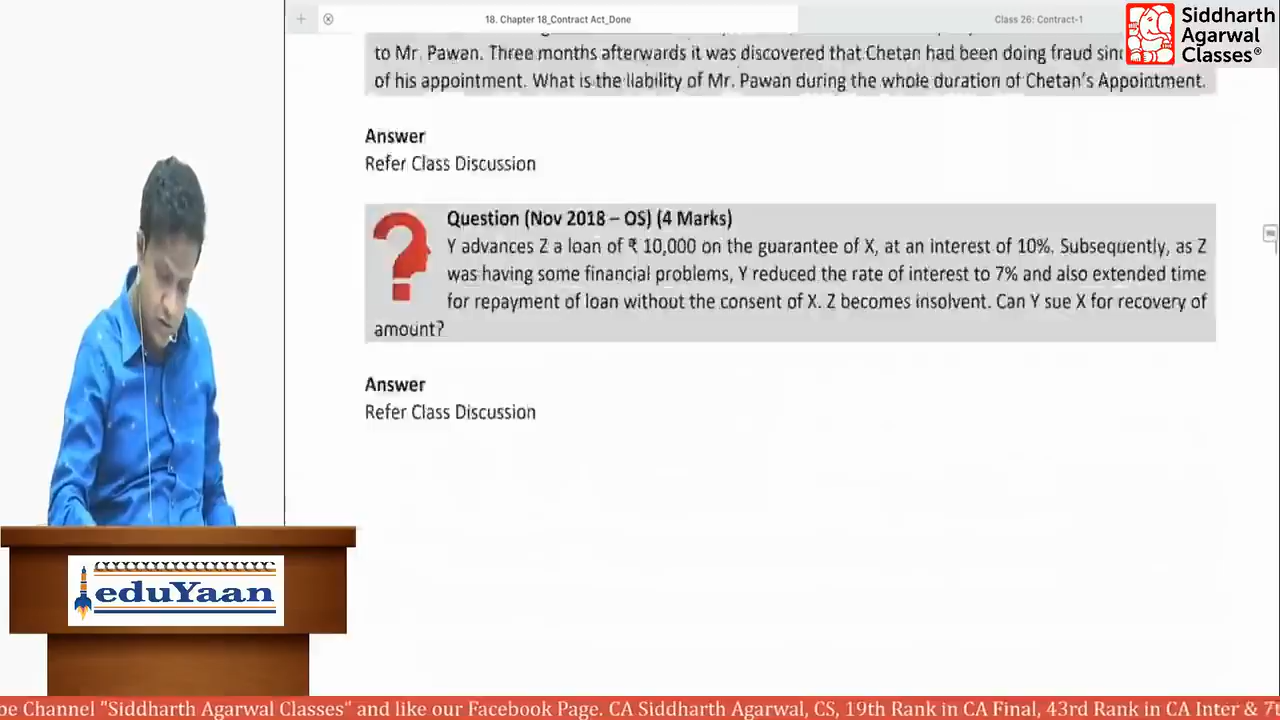 18. Chapter 18_Contract Act_Done
Class 26: Contract-1
Siddharth
Agarwal
Classes®
to Mr. Pawan. Three months afterwards it was discovered that Chetan had been doing fraud sinc
of his appointment. What is the liability of Mr. Pawan during the whole duration of Chetan's Appointment.
Answer
Refer Class Discussion
Question (Nov 2018 – OS) (4 Marks)
Y advances Z a loan of ₹ 10,000 on the guarantee of X, at an interest of 10%. Subsequently, as Z
was having some financial problems, Y reduced the rate of interest to 7% and also extended time
for repayment of loan without the consent of X. Z becomes insolvent. Can Y sue X for recovery of
amount?
Answer
Refer Class Discussion
eduYaan
be Channel "Siddharth Agarwal Classes" and like our Facebook Page. CA Siddharth Agarwal, CS, 19th Rank in CA Final, 43rd Rank in CA Inter & 7